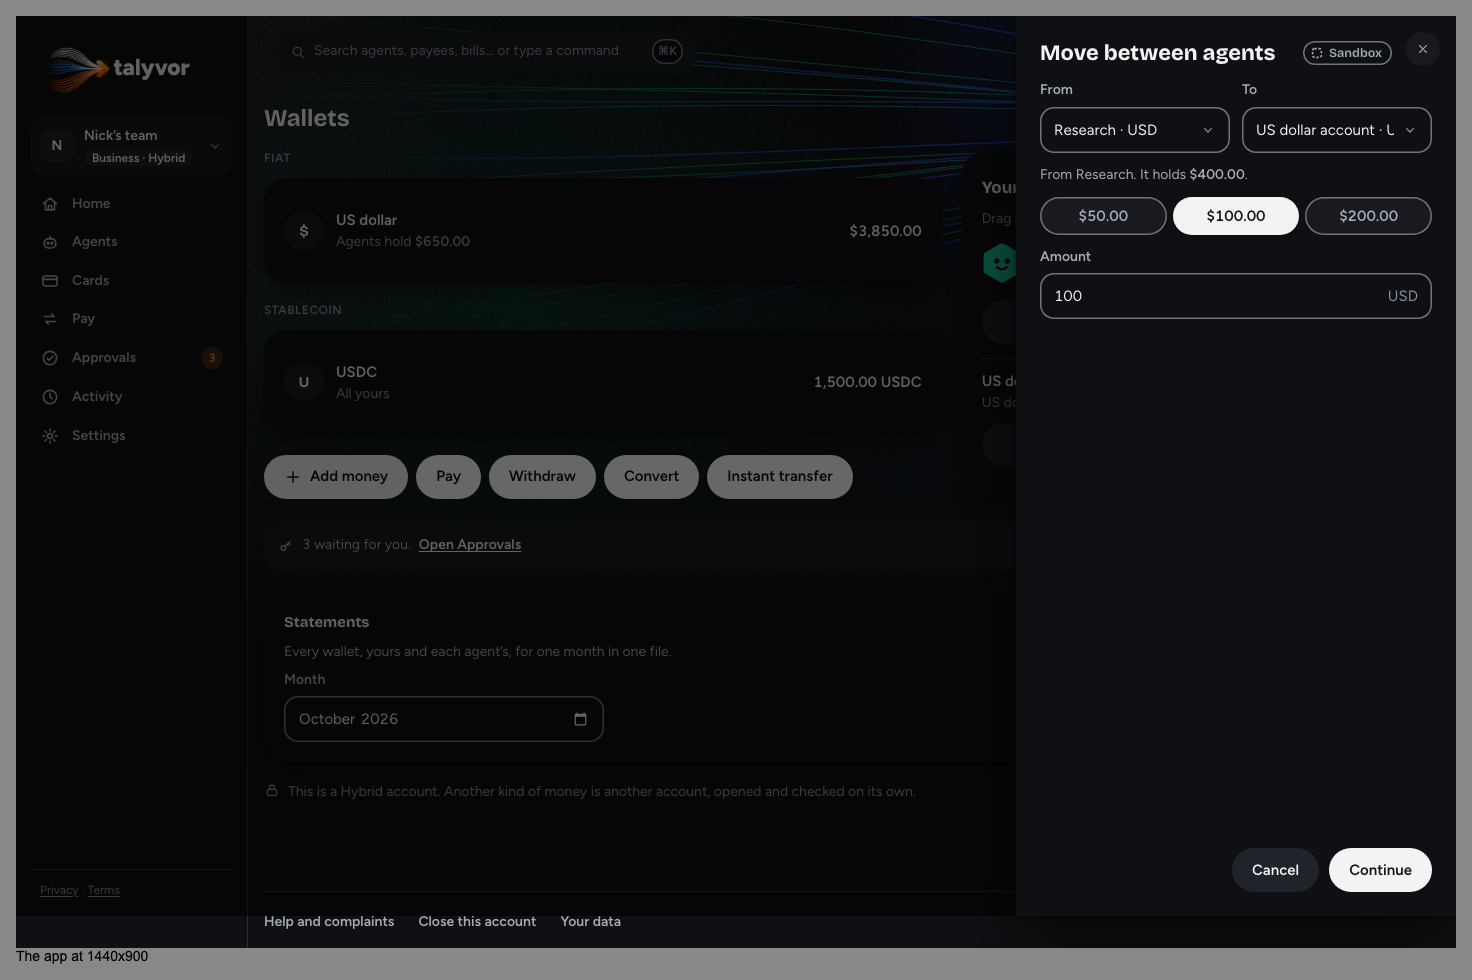 talyvor
N
Nick's team
Business · Hybrid
Home
Agents
Cards
Pay
Approvals
3
Activity
Settings
Privacy · Terms
Search agents, payees, bills... or type a command
⌘K
Wallets
FIAT
$
US dollar
Agents hold $650.00
$3,850.00
STABLECOIN
U
USDC
All yours
1,500.00 USDC
Add money
Pay
Withdraw
Convert
Instant transfer
3 waiting for you. Open Approvals
Statements
Every wallet, yours and each agent's, for one month in one file.
Month
October 2026
This is a Hybrid account. Another kind of money is another account, opened and checked on its own.
Help and complaints
Close this account
Your data
Drag
Move between agents
Sandbox
From
To
Research · USD
US dollar account ·
From Research. It holds $400.00.
$50.00
$100.00
$200.00
Amount
100
USD
Cancel
Continue
The app at 1440x900